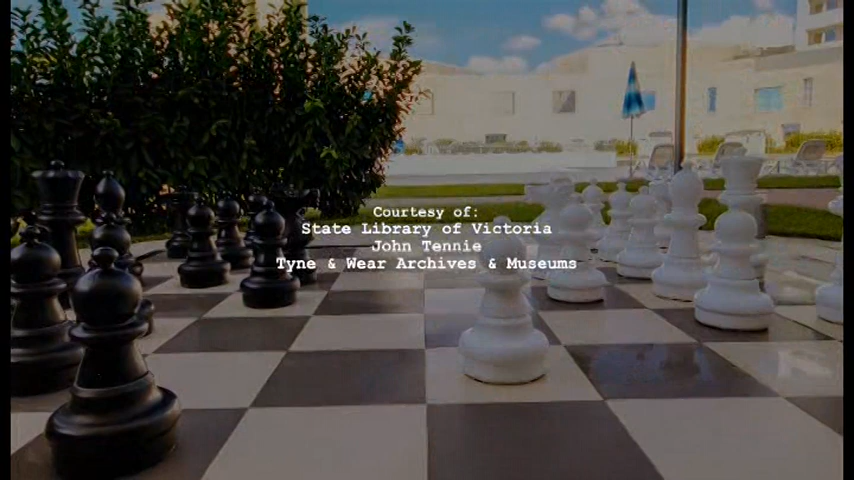 Courtesy of:
State Library of Victoria
John Tennie
Tyne & Wear Archives & Museums